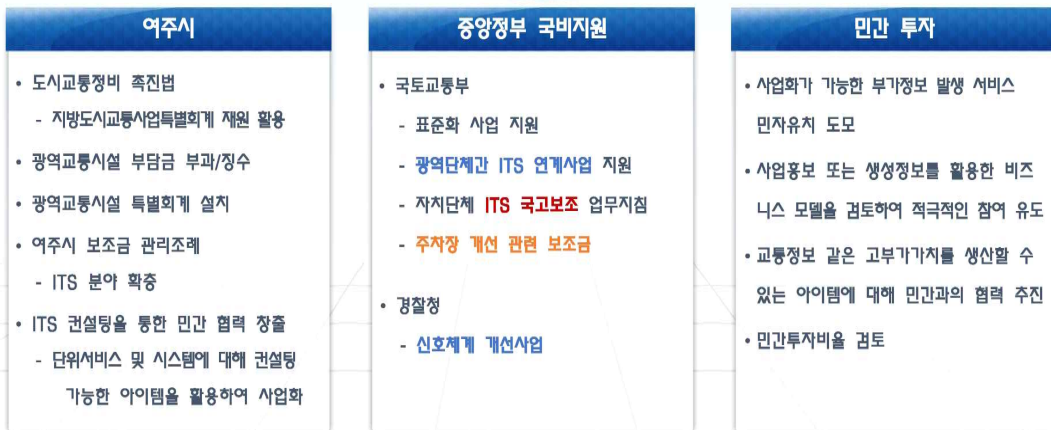 여주시
• 도시교통정비 촉진법
- 지방도시교통사업특별회계 재원 활용
• 광역교통시설 부담금 부과/징수
• 광역교통시설 특별회계 설치
• 여주시 보조금 관리조례
- ITS 분야 확충
• ITS 컨설팅을 통한 민간 협력 창출
- 단위서비스 및 시스템에 대해 컨설팅
가능한 아이템을 활용하여 사업화
중앙정부 국비지원
• 국토교통부
- 표준화 사업 지원
- 광역단체간 ITS 연계사업 지원
- 자치단체 ITS 국고보조 업무지침
- 주차장 개선 관련 보조금
• 경찰청
- 신호체계 개선사업
민간 투자
• 사업화가 가능한 부가정보 발생 서비스
민자유치 도모
• 사업홍보 또는 생성정보를 활용한 비즈
니스 모델을 검토하여 적극적인 참여 유도
• 교통정보 같은 고부가가치를 생산할 수
있는 아이템에 대해 민간과의 협력 추진
• 민간투자비율 검토